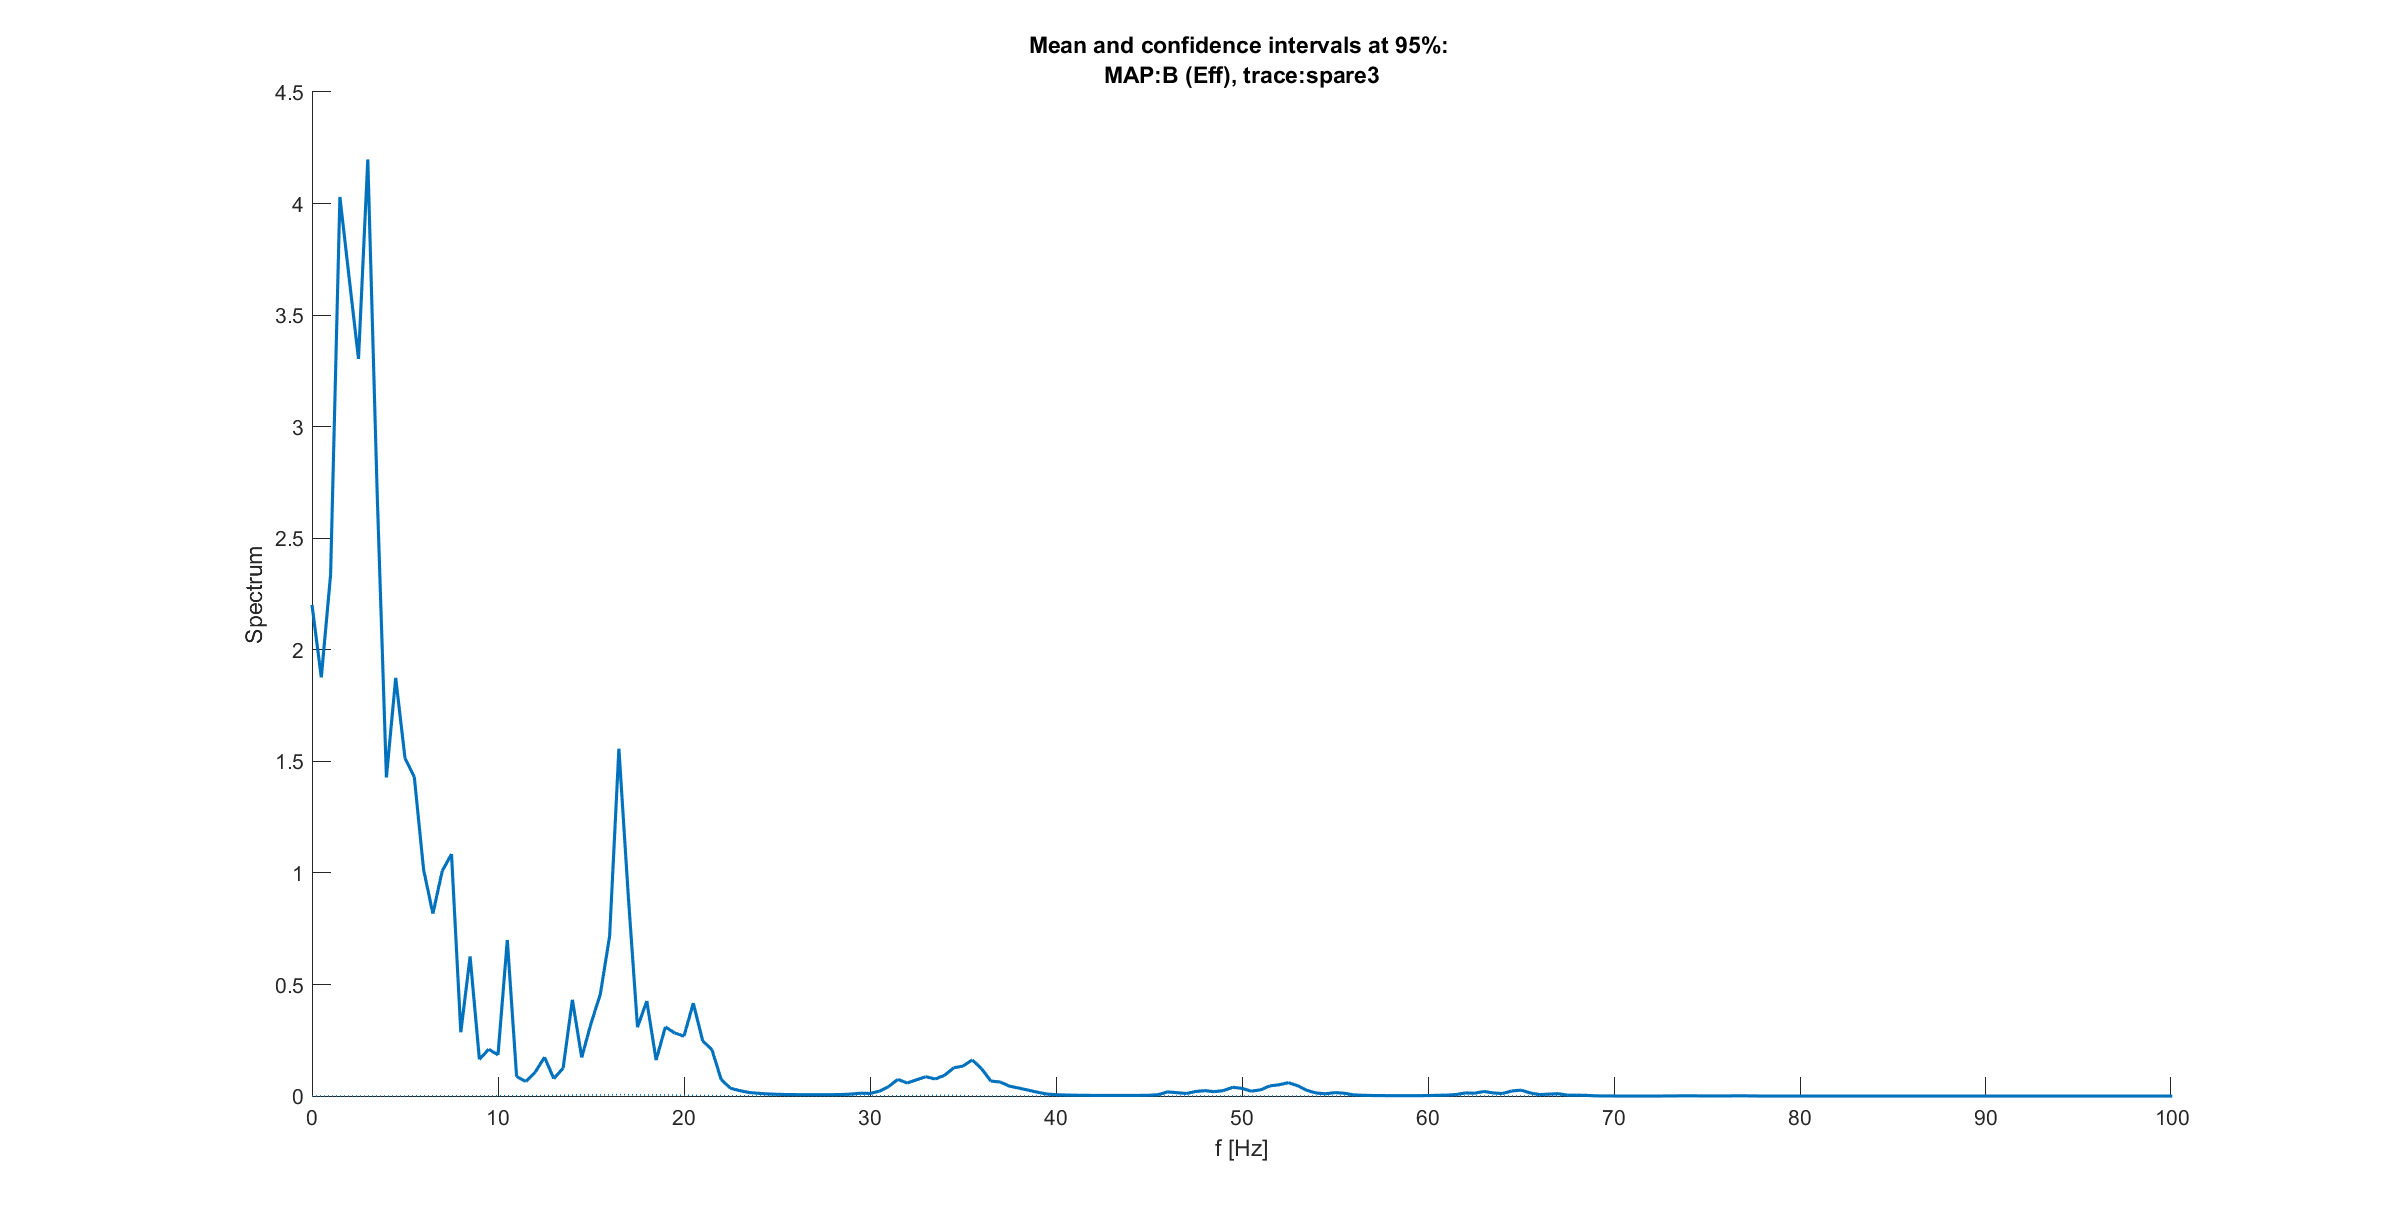 Mean and confidence intervals at 95%:
MAP:B (Eff), trace:spare3
4.5
4
3.5
3
2.5
2
1.5
1
0.5
0
Spectrum
0 10 20 30 40 50 60 70 80 90 100
f [Hz]